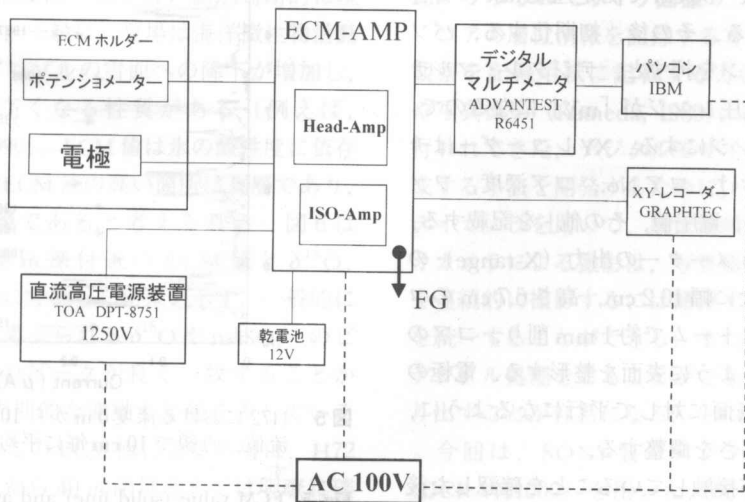 ECM ホルダー
ポテンショメーター
電極
ECM-AMP
Head-Amp
ISO-Amp
デジタル
マルチメータ
ADVANTEST
R6451
パソコン
IBM
XY-レコーダー
GRAPHTEC
FG
直流高圧電源装置
TOA DPT-8751
1250V
乾電池
12V
AC 100V